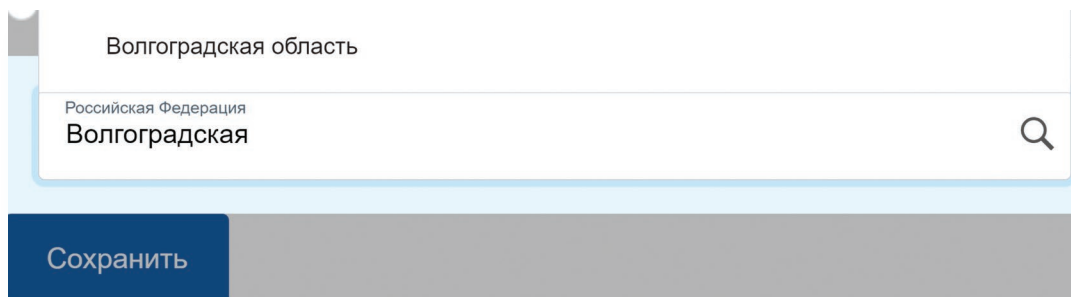 Волгоградская область
Российская Федерация
Волгоградская
Сохранить